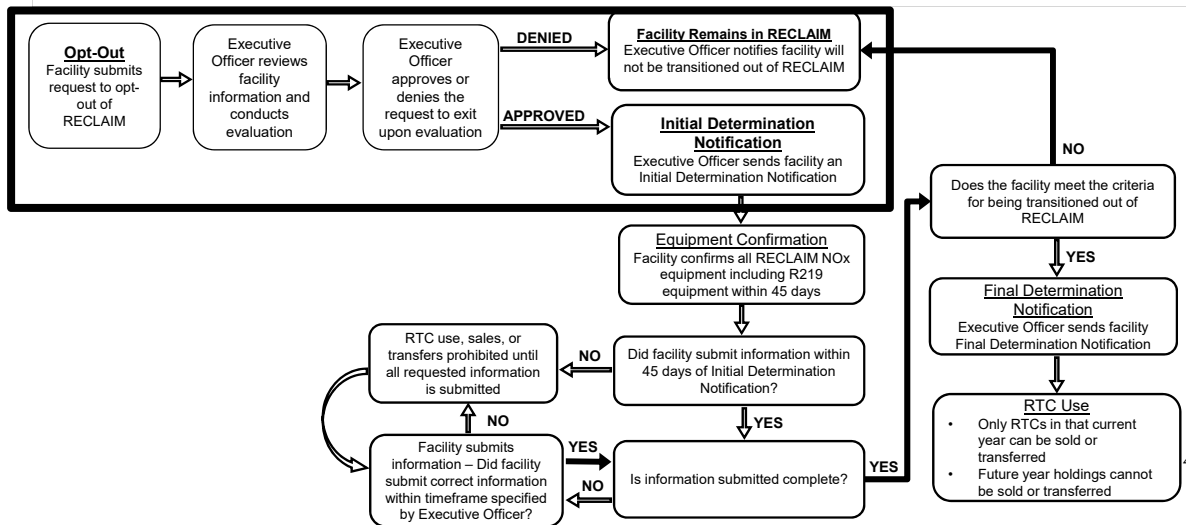 Opt-Out
Facility submits
request to opt-
out of
RECLAIM
Executive
Officer reviews
facility
information and
conducts
evaluation
Executive
Officer
approves or
denies the
request to exit
upon evaluation
DENIED
Facility Remains in RECLAIM
Executive Officer notifies facility will
not be transitioned out of RECLAIM
APPROVED
Initial Determination
Notification
Executive Officer sends facility an
Initial Determination Notification
Equipment Confirmation
Facility confirms all RECLAIM NOx
equipment including R219
equipment within 45 days
Did facility submit information within
45 days of Initial Determination
Notification?
NO
RTC use, sales, or
transfers prohibited until
all requested information
is submitted
NO
Facility submits
information – Did facility
submit correct information
within timeframe specified
by Executive Officer?
YES
NO
YES
Is information submitted complete?
YES
Does the facility meet the criteria
for being transitioned out of
RECLAIM
NO
YES
Final Determination
Notification
Executive Officer sends facility
Final Determination Notification
RTC Use
• Only RTCs in that current
year can be sold or
transferred
• Future year holdings cannot
be sold or transferred